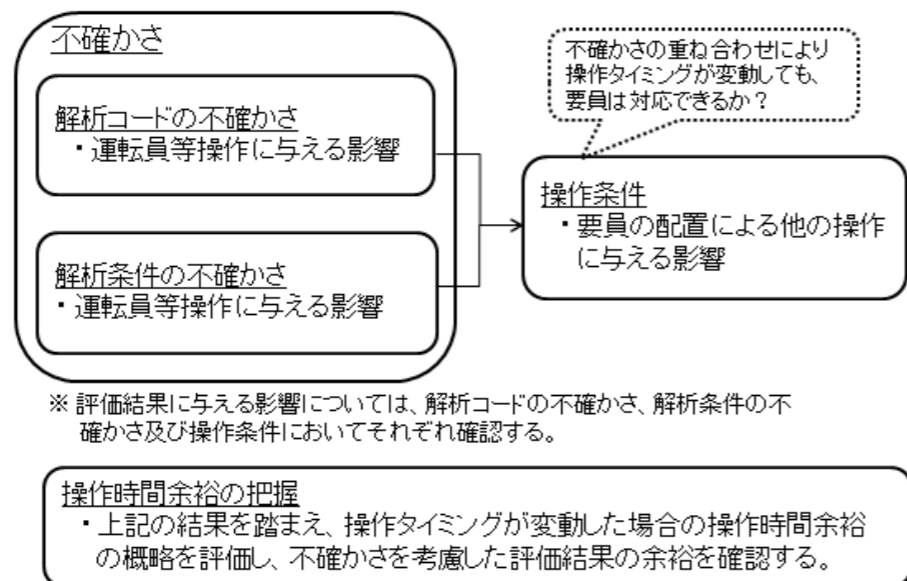 不確かさ
解析コードの不確かさ
・運転員等操作に与える影響
解析条件の不確かさ
・運転員等操作に与える影響
不確かさの重ね合わせにより
操作タイミングが変動しても、
要員は対応できるか？
操作条件
・要員の配置による他の操作
に与える影響
※ 評価結果に与える影響については、解析コードの不確かさ、解析条件の不
確かさ及び操作条件においてそれぞれ確認する。
操作時間余裕の把握
・上記の結果を踏まえ、操作タイミングが変動した場合の操作時間余裕
の概略を評価し、不確かさを考慮した評価結果の余裕を確認する。